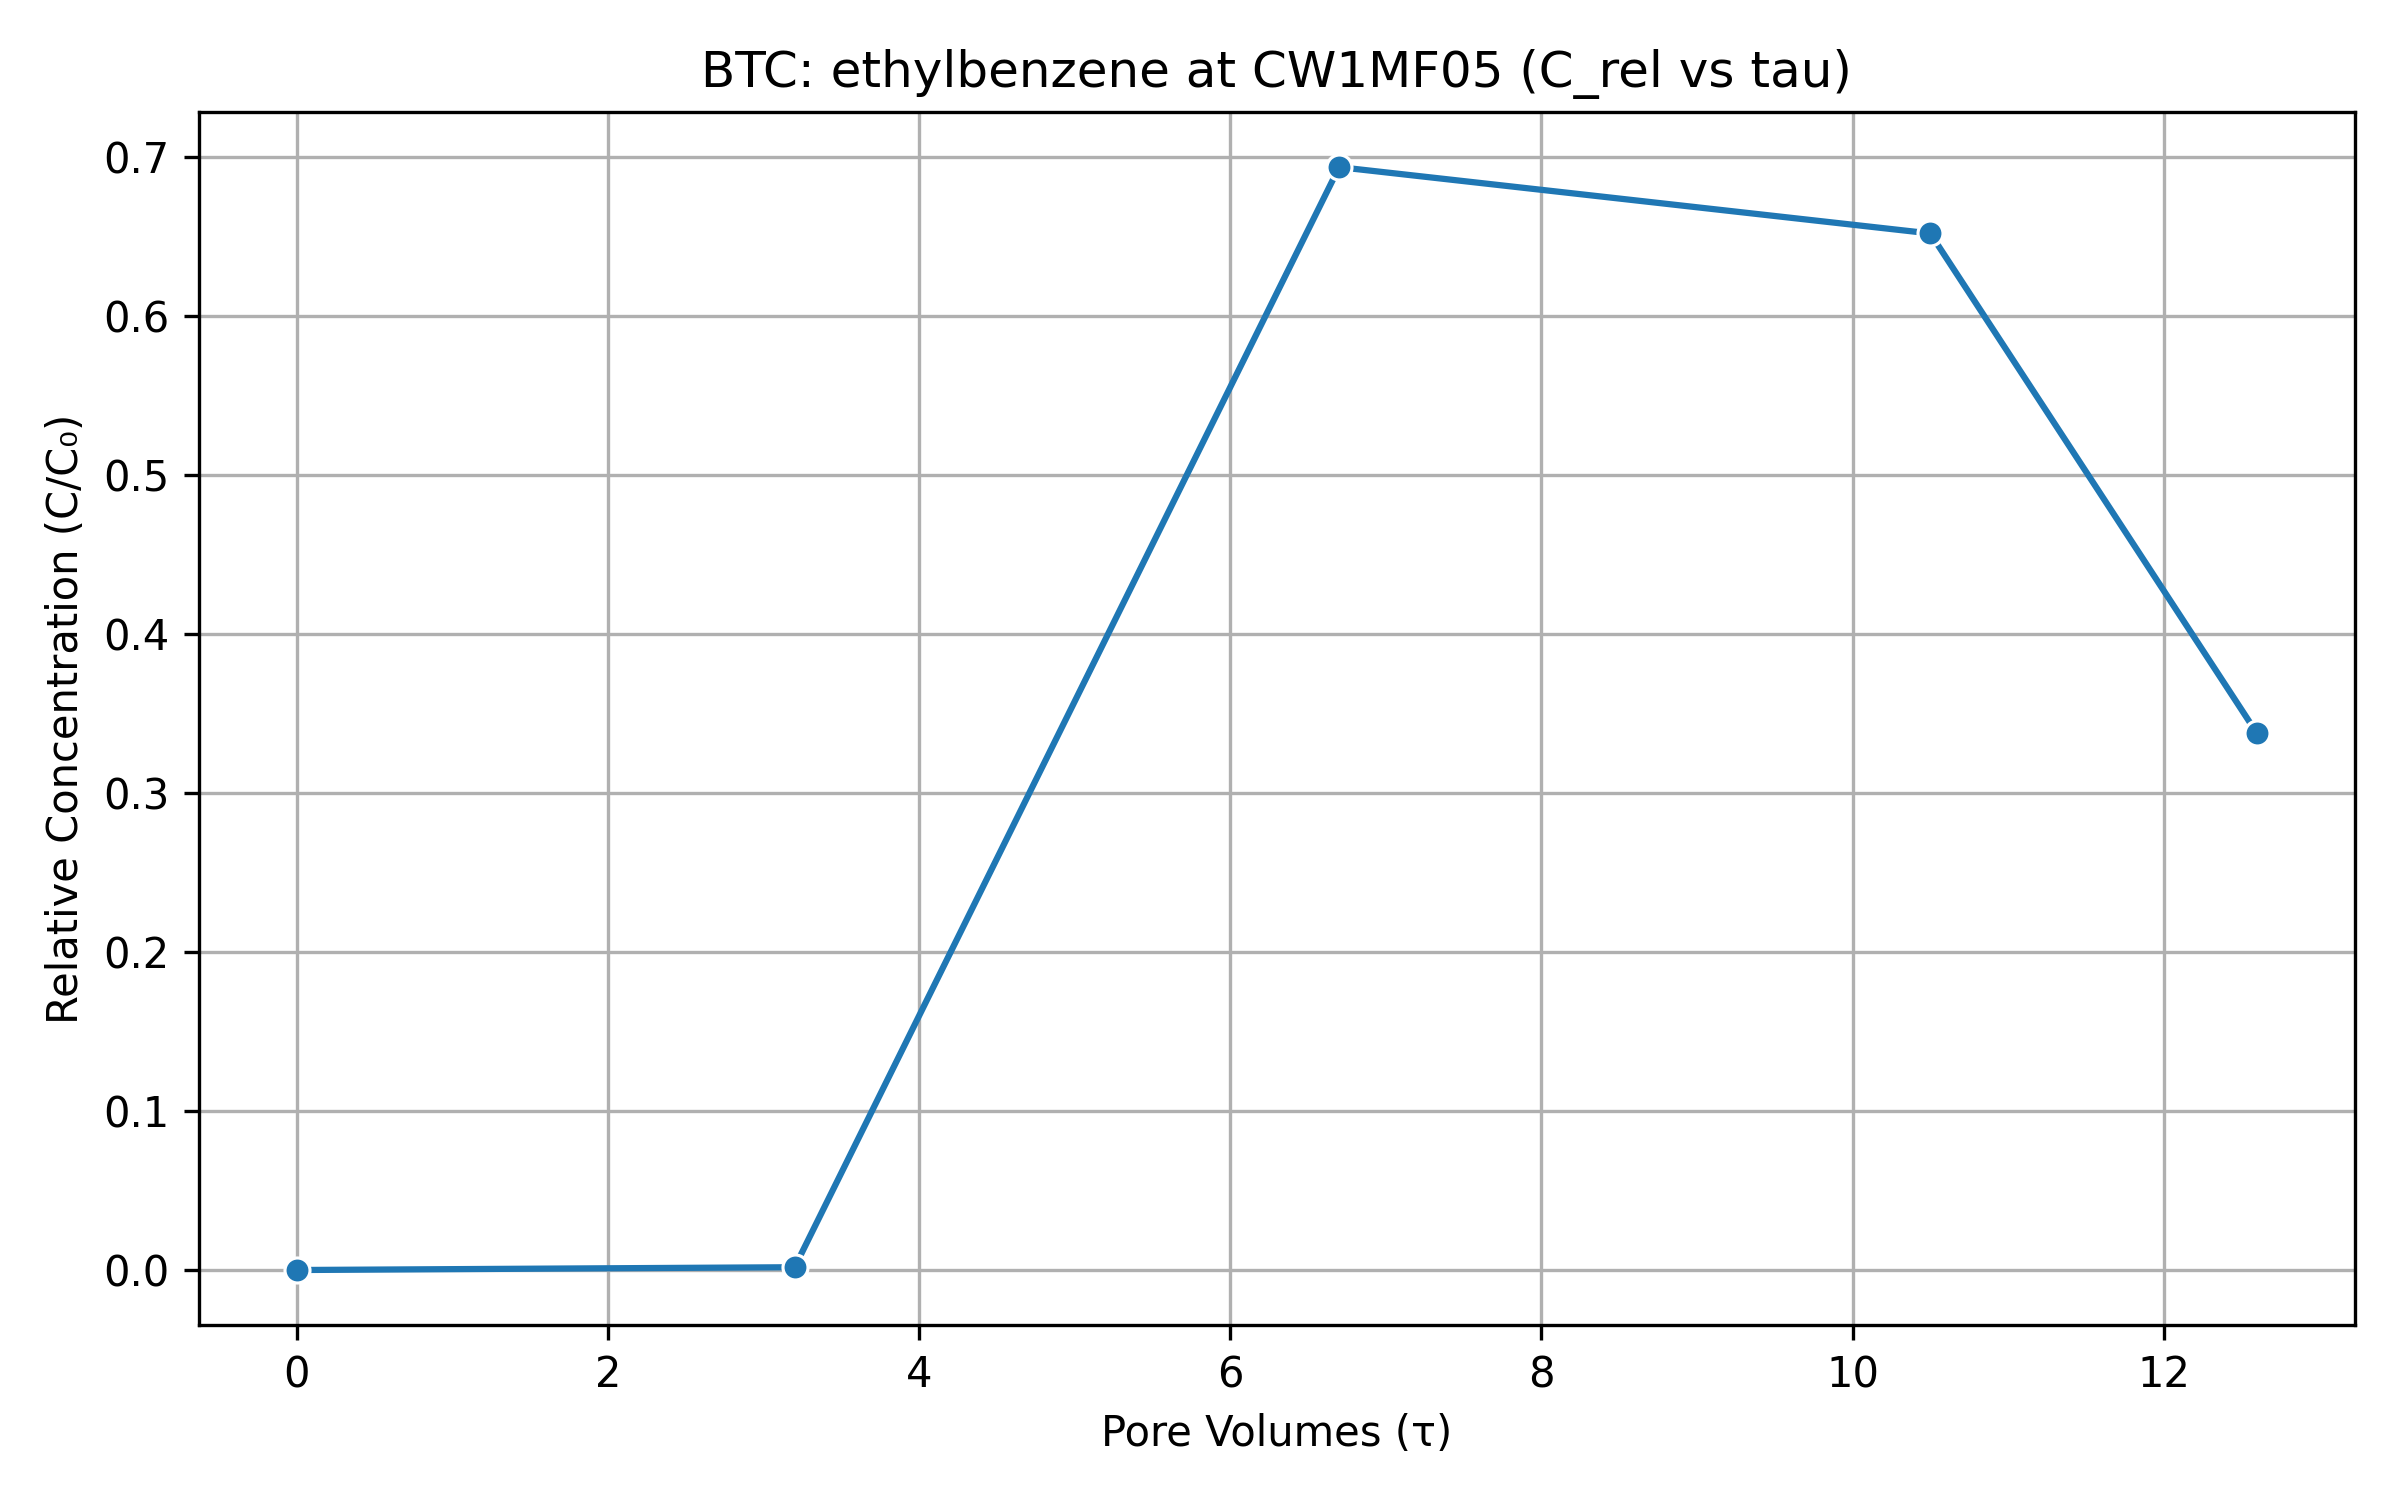 BTC: ethylbenzene at CW1MF05 (C_rel vs tau)
Relative Concentration (C/C₀)
0.7
0.6
0.5
0.4
0.3
0.2
0.1
0.0
0 2 4 6 8 10 12
Pore Volumes (τ)